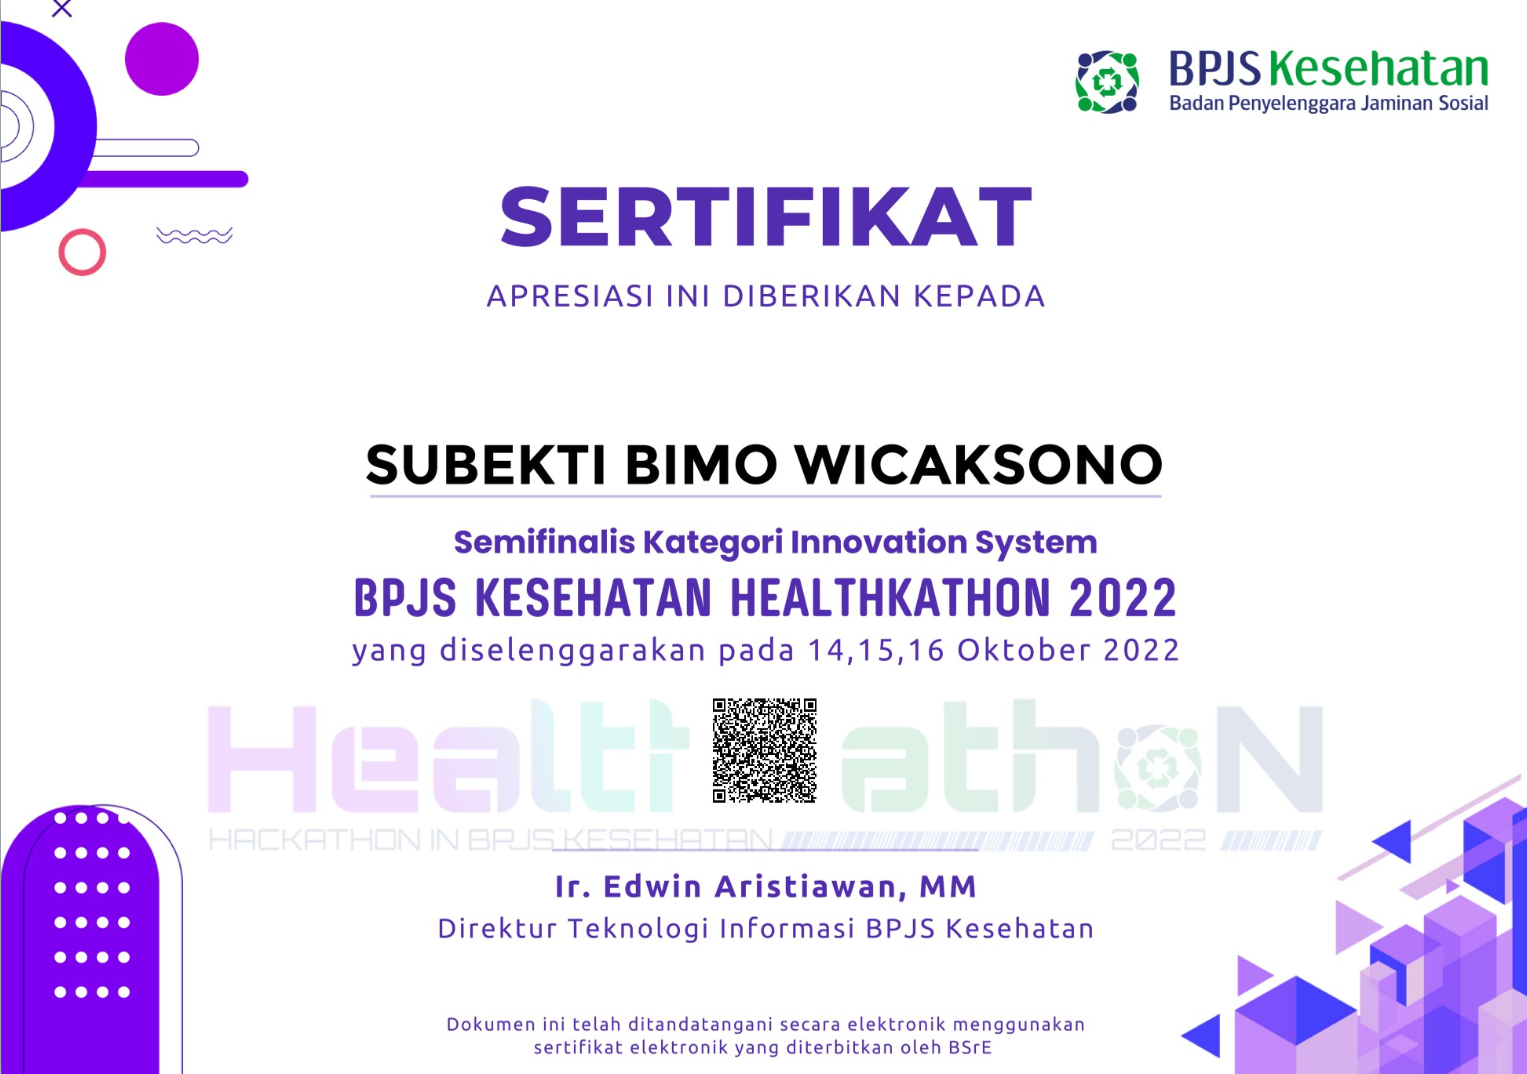 BPJS Kesehatan
Badan Penyelenggara Jaminan Sosial
SERTIFIKAT
APRESIASI INI DIBERIKAN KEPADA
SUBEKTI BIMO WICAKSONO
Semifinalis Kategori Innovation System
BPJS KESEHATAN HEALTHKATHON 2022
yang diselenggarakan pada 14,15,16 Oktober 2022
HealthkathoN
HACKATHON IN BPJS KESEHATAN 2022
Ir. Edwin Aristiawan, MM
Direktur Teknologi Informasi BPJS Kesehatan
Dokumen ini telah ditandatangani secara elektronik menggunakan
sertifikat elektronik yang diterbitkan oleh BSrE